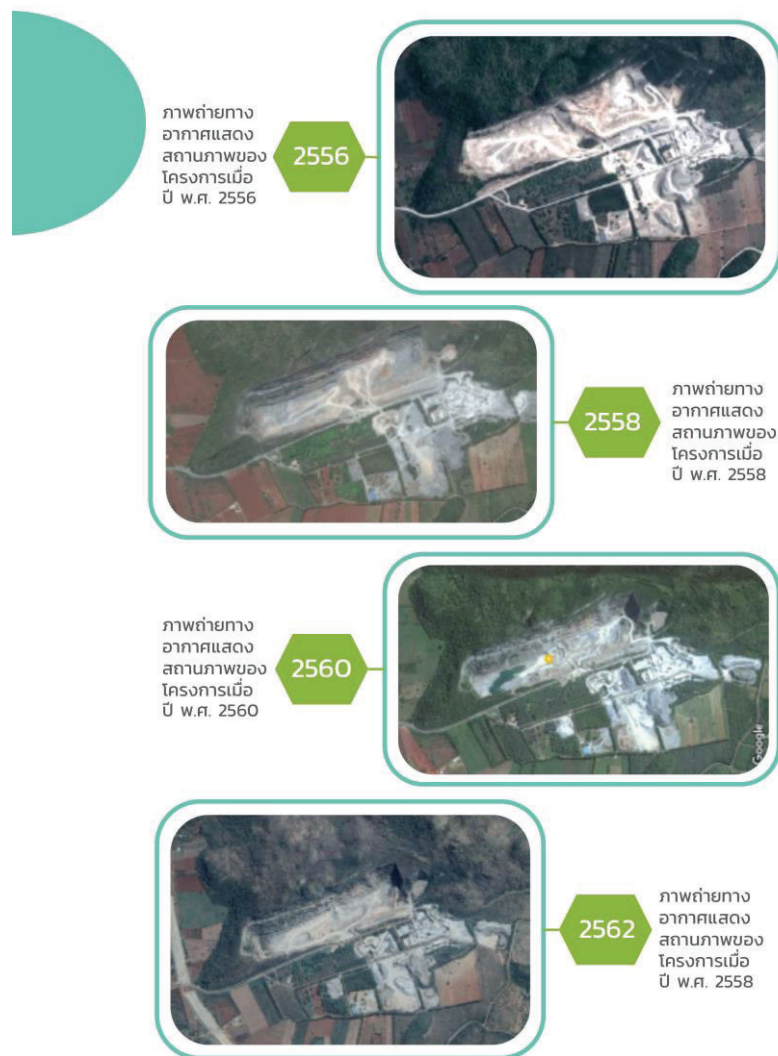 ภาพถ่ายทาง
อากาศแสดง
สถานภาพของ
โครงการเมื่อ
ปี พ.ศ. 2556
2556
2558
ภาพถ่ายทาง
อากาศแสดง
สถานภาพของ
โครงการเมื่อ
ปี พ.ศ. 2558
ภาพถ่ายทาง
อากาศแสดง
สถานภาพของ
โครงการเมื่อ
ปี พ.ศ. 2560
2560
Google
2562
ภาพถ่ายทาง
อากาศแสดง
สถานภาพของ
โครงการเมื่อ
ปี พ.ศ. 2558